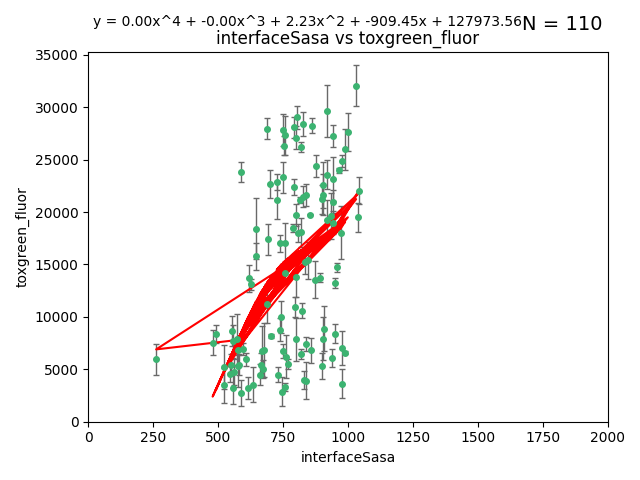 y = 0.00x^4 + -0.00x^3 + 2.23x^2 + -909.45x + 127973.56 N = 110
interfaceSasa vs toxgreen_fluor
35000
30000
25000
20000
15000
10000
5000
0
toxgreen_fluor
0 250 500 750 1000 1250 1500 1750 2000
interfaceSasa